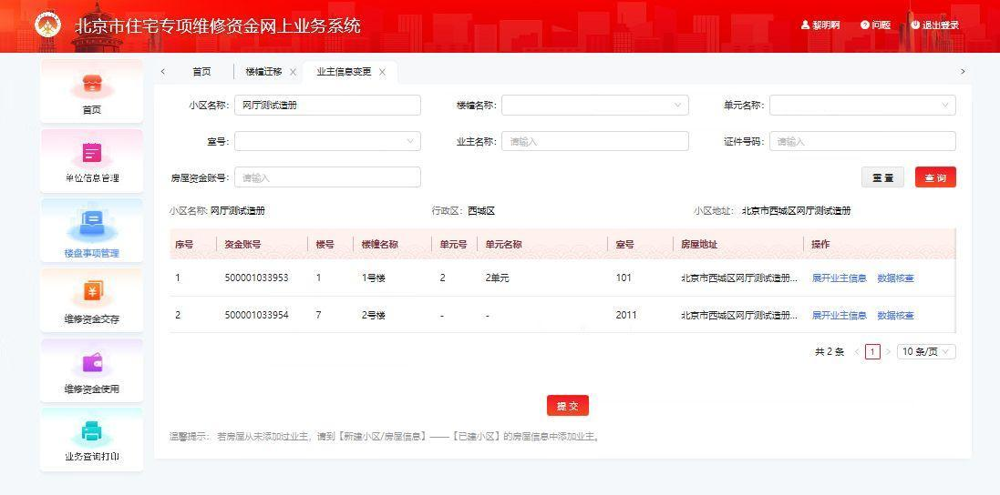 北京市住宅专项维修资金网上业务系统
黎明啊 问题 退出登录
首页 楼幢迁移 业主信息变更
首页
单位信息管理
楼盘事项管理
维修资金交存
维修资金使用
业务查询打印
小区名称: 网厅测试造册 楼幢名称: 单元名称:
室号: 业主名称: 请输入 证件号码: 请输入
房屋资金账号: 请输入 重置 查询
小区名称: 网厅测试造册 行政区: 西城区 小区地址: 北京市西城区网厅测试造册
序号 资金账号 楼号 楼幢名称 单元号 单元名称 室号 房屋地址 操作
1 500001033953 1 1号楼 2 2单元 101 北京市西城区网厅测试造册... 展开业主信息 数据核查
2 500001033954 7 2号楼 - - 2011 北京市西城区网厅测试造册... 展开业主信息 数据核查
共 2 条 < 1 > 10 条/页
提交
温馨提示: 若房屋从未添加过业主，请到【新建小区/房屋信息】——【已建小区】的房屋信息中添加业主。